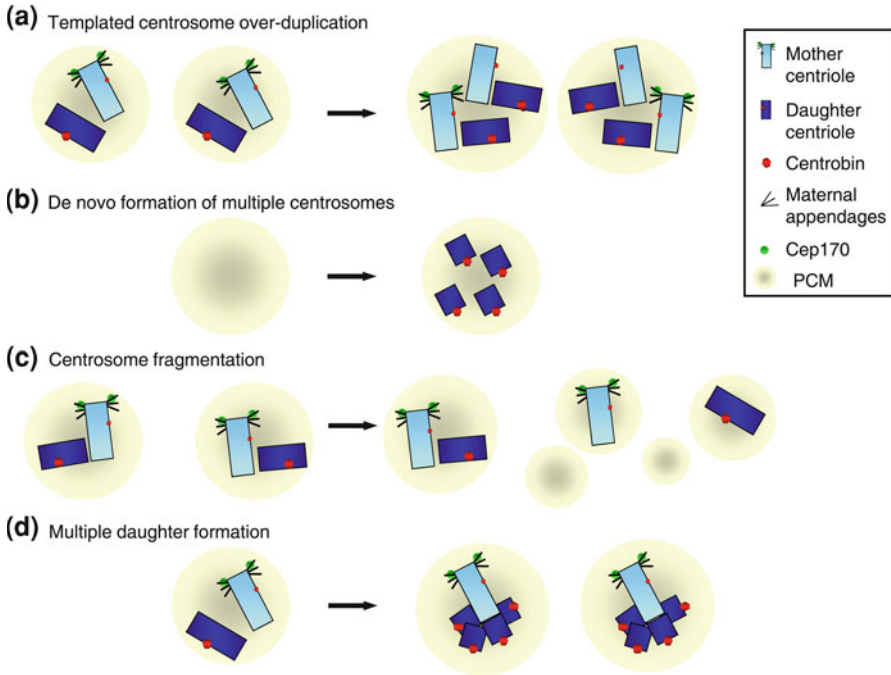 (a) Templated centrosome over-duplication
Mother
centriole
Daughter
centriole
Centrobin
Maternal
appendages
Cep170
PCM
(b) De novo formation of multiple centrosomes
(c) Centrosome fragmentation
(d) Multiple daughter formation